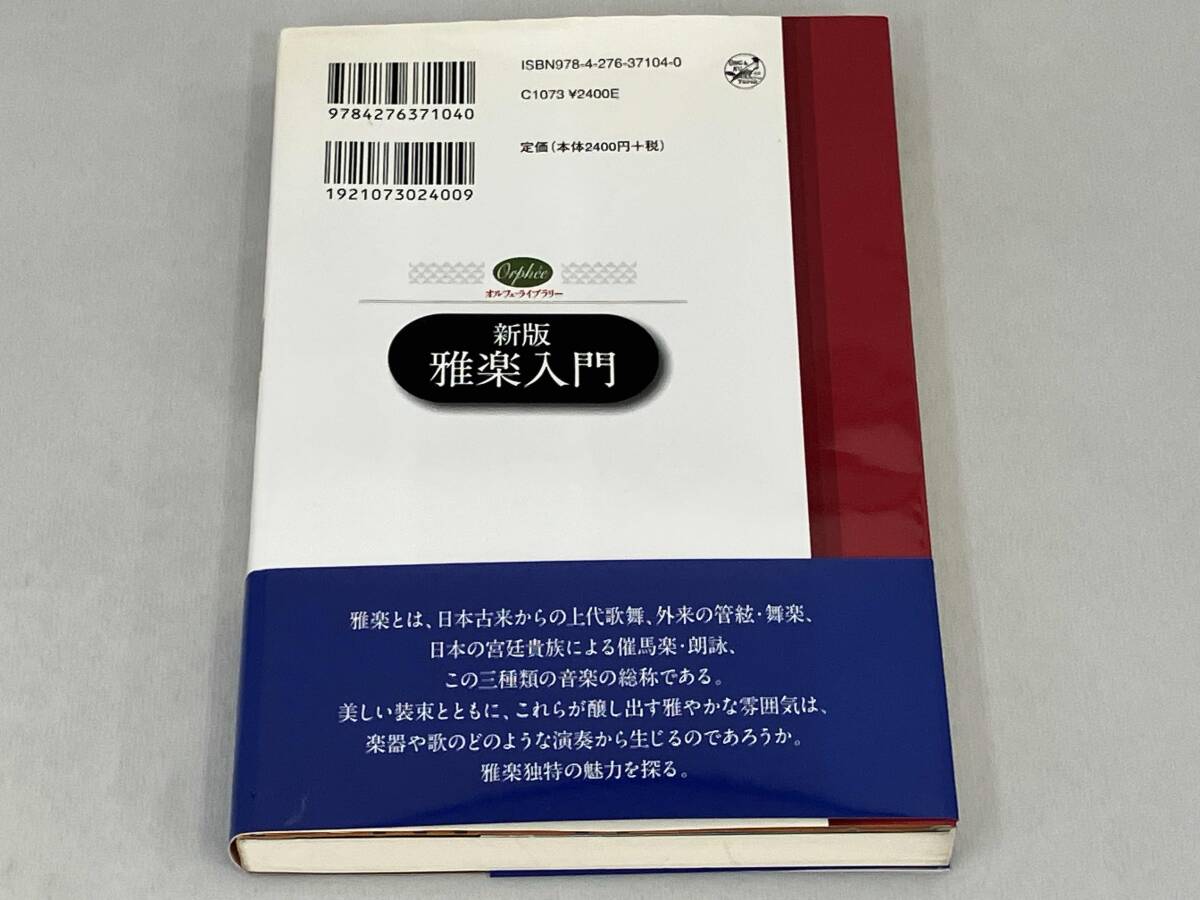 ISBN978-4-276-37104-0
C1073 ¥2400E
9784276371040
定価(本体2400円+税)
1921073024009
Orphée
オルフェ・ライブラリー
新版
雅楽入門
雅楽とは、日本古来からの上代歌舞、外来の管絃・舞楽、
日本の宮廷貴族による催馬楽・朗詠、
この三種類の音楽の総称である。
美しい装束とともに、これらが醸し出す雅やかな雰囲気は、
楽器や歌のどのような演奏から生じるのであろうか。
雅楽独特の魅力を探る。